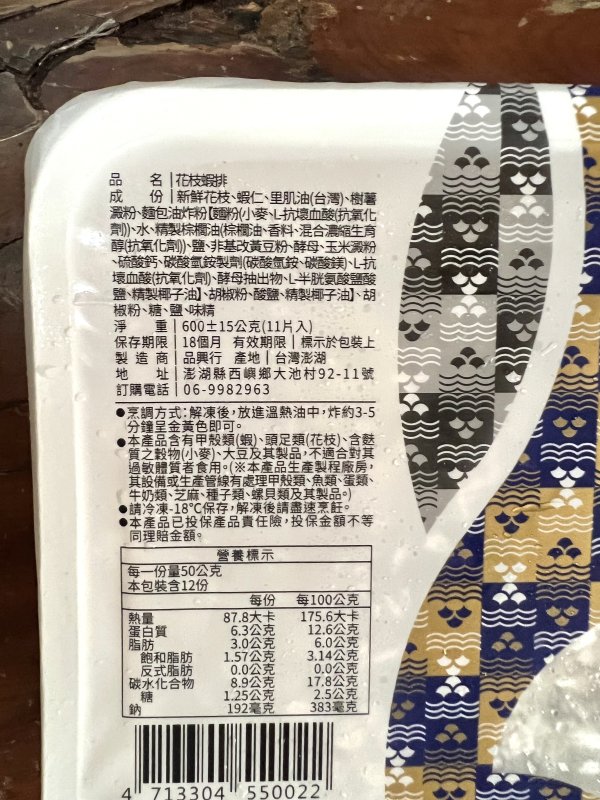 品　　名｜花枝蝦排
成　　份｜新鮮花枝、蝦仁、里肌油(台灣)、樹薯
澱粉、麵包油炸粉【麵粉(小麥、L-抗壞血酸(抗氧化
劑))、水、精製棕櫚油(棕櫚油、香料、混合濃縮生育
醇(抗氧化劑))、鹽、非基改黃豆粉、酵母、玉米澱粉
、硫酸鈣、碳酸氫銨製劑(碳酸氫銨、碳酸鎂)、L-抗
壞血酸(抗氧化劑)、酵母抽出物、L-半胱氨酸鹽酸
鹽、精製椰子油】、胡椒粉、酸鹽、精製椰子油】、胡
椒粉、糖、鹽、味精
淨　　重｜600±15公克(11片入)
保存期限｜18個月 有效期限｜標示於包裝上
製 造 商｜品興行 產地｜台灣澎湖
地　　址｜澎湖縣西嶼鄉大池村92-11號
訂購電話｜06-9982963
●烹調方式:解凍後,放進溫熱油中,炸約3-5
分鐘呈金黃色即可。
●本產品含有甲殼類(蝦)、頭足類(花枝)、含麩
質之穀物(小麥)、大豆及其製品,不適合對其
過敏體質者食用。(※本產品生產製程廠房,
其設備或生產管線有處理甲殼類、魚類、蛋類、
牛奶類、芝麻、種子類、螺貝類及其製品。)
●請冷凍-18℃保存,解凍後請盡速烹飪。
●本產品已投保產品責任險,投保金額不等
同理賠金額。
營養標示
每一份量50公克
本包裝含12份
每份 每100公克
熱量 87.8大卡 175.6大卡
蛋白質 6.3公克 12.6公克
脂肪 3.0公克 6.0公克
飽和脂肪 1.57公克 3.14公克
反式脂肪 0.0公克 0.0公克
碳水化合物 8.9公克 17.8公克
糖 1.25公克 2.5公克
鈉 192毫克 383毫克
4 713304 550022